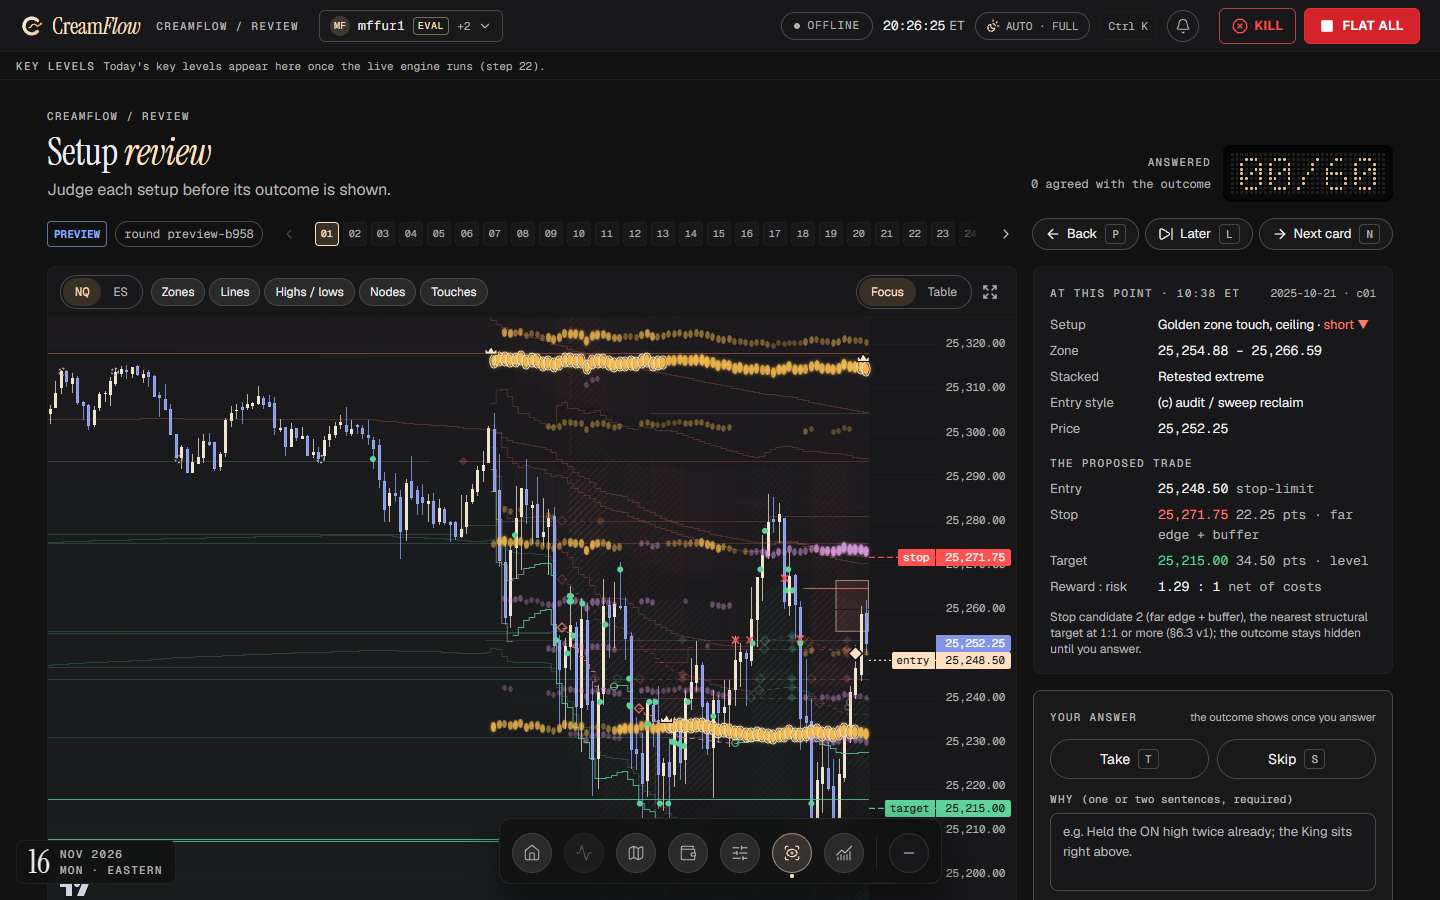 CreamFlow CREAMFLOW / REVIEW MF mffur1 EVAL +2 OFFLINE 20:26:25 ET AUTO · FULL Ctrl K KILL FLAT ALL
KEY LEVELS Today's key levels appear here once the live engine runs (step 22).
CREAMFLOW / REVIEW
Setup review
Judge each setup before its outcome is shown.
ANSWERED
0 agreed with the outcome
00/60
PREVIEW round preview-b958 01 02 03 04 05 06 07 08 09 10 11 12 13 14 15 16 17 18 19 20 21 22 23 24
Back P Later L Next card N
NQ ES Zones Lines Highs / lows Nodes Touches Focus Table
25,320.00
25,310.00
25,300.00
25,290.00
25,280.00
stop 25,271.75
25,260.00
25,252.25
entry 25,248.50
25,240.00
25,230.00
25,220.00
target 25,215.00
25,210.00
25,200.00
AT THIS POINT · 10:38 ET 2025-10-21 · c01
Setup Golden zone touch, ceiling · short ▼
Zone 25,254.88 – 25,266.59
Stacked Retested extreme
Entry style (c) audit / sweep reclaim
Price 25,252.25
THE PROPOSED TRADE
Entry 25,248.50 stop-limit
Stop 25,271.75 22.25 pts · far
edge + buffer
Target 25,215.00 34.50 pts · level
Reward : risk 1.29 : 1 net of costs
Stop candidate 2 (far edge + buffer), the nearest structural
target at 1:1 or more (§6.3 v1); the outcome stays hidden
until you answer.
YOUR ANSWER the outcome shows once you answer
Take T Skip S
WHY (one or two sentences, required)
e.g. Held the ON high twice already; the King sits
right above.
16 NOV 2026
MON · EASTERN